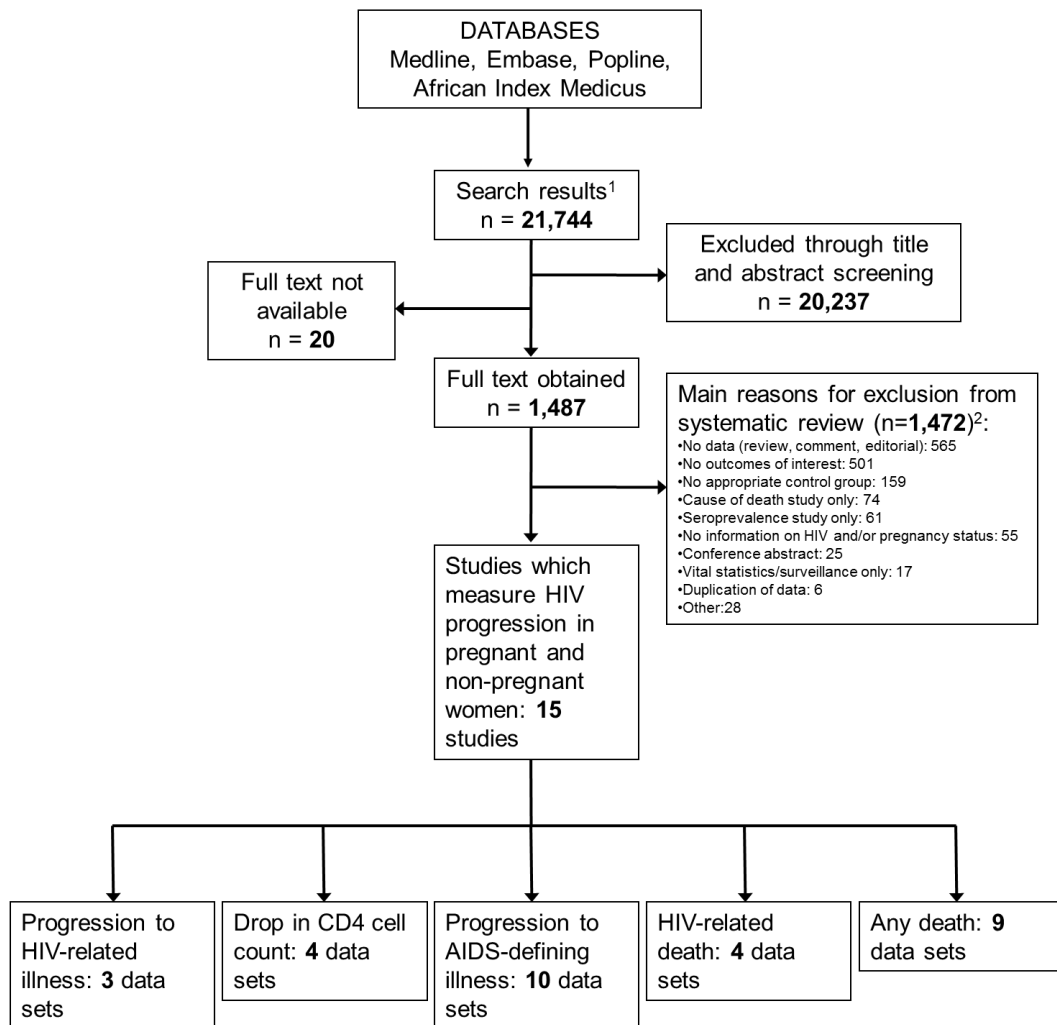 DATABASES
Medline, Embase, Popline,
African Index Medicus
Search results¹
n = 21,744
Excluded through title
and abstract screening
n = 20,237
Full text not
available
n = 20
Full text obtained
n = 1,487
Main reasons for exclusion from
systematic review (n=1,472)²:
•No data (review, comment, editorial): 565
•No outcomes of interest: 501
•No appropriate control group: 159
•Cause of death study only: 74
•Seroprevalence study only: 61
•No information on HIV and/or pregnancy status: 55
•Conference abstract: 25
•Vital statistics/surveillance only: 17
•Duplication of data: 6
•Other:28
Studies which
measure HIV
progression in
pregnant and
non-pregnant
women: 15
studies
Progression to
HIV-related
illness: 3 data
sets
Drop in CD4 cell
count: 4 data
sets
Progression to
AIDS-defining
illness: 10 data
sets
HIV-related
death: 4 data
sets
Any death: 9
data sets